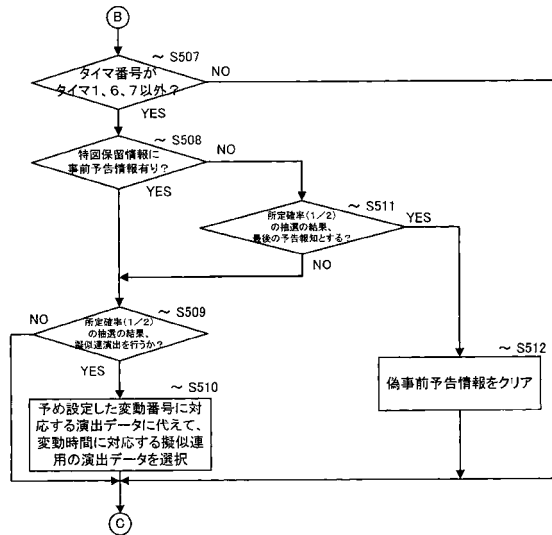 B
～S507
タイマ番号が
タイマ1、6、7以外？
NO
YES
～S508
特図保留情報に
事前予告情報有り？
NO
YES
～S511
所定確率(1／2)
の抽選の結果、
最後の予告報知とする？
YES
NO
～S509
所定確率(1／2)
の抽選の結果、
擬似連演出を行うか？
NO
YES
～S512
偽事前予告情報をクリア
～S510
予め設定した変動番号に対
応する演出データに代えて、
変動時間に対応する擬似連
用の演出データを選択
C